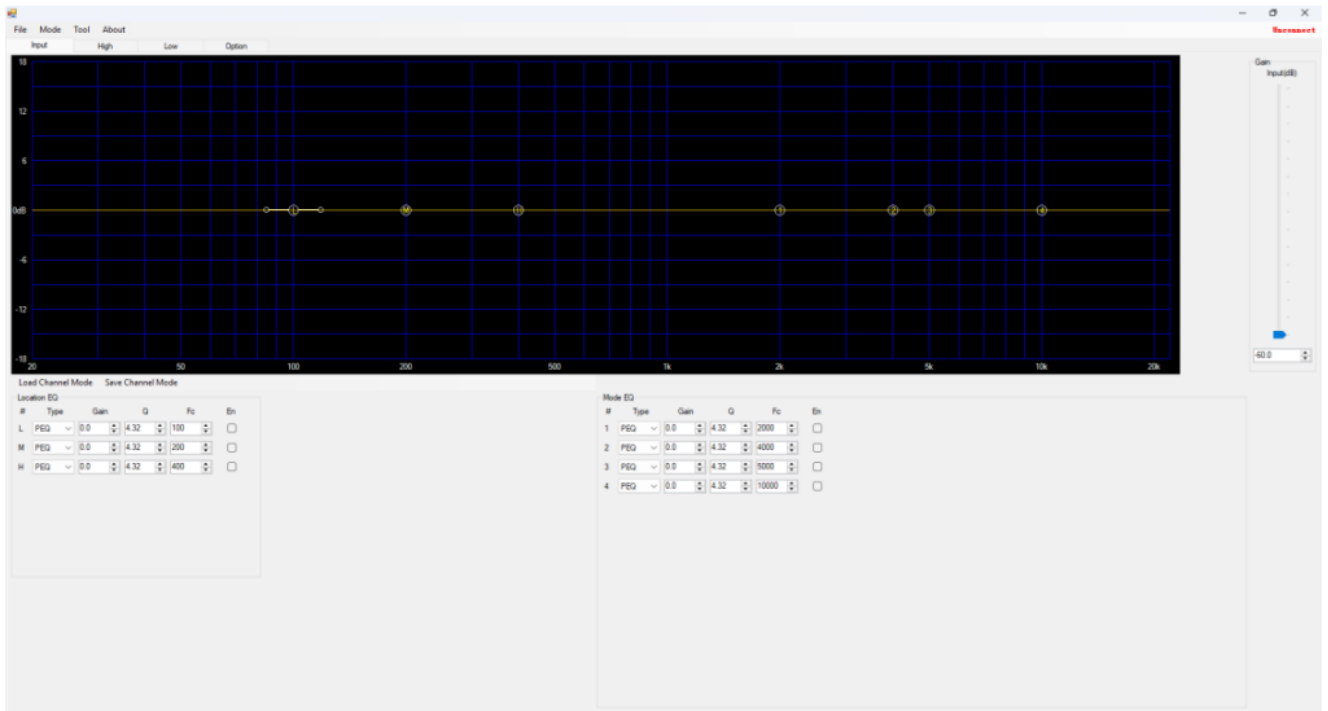 File Mode Tool About
Unconnect
Input High Low Option
18
12
6
0dB
-6
-12
-18
L M H 1 2 3 4
20 50 100 200 500 1k 2k 5k 10k 20k
Gain
Input(dB)
-60.0
Load Channel Mode Save Channel Mode
Location EQ
# Type Gain Q Fc En
L PEQ 0.0 4.32 100
M PEQ 0.0 4.32 200
H PEQ 0.0 4.32 400
Mode EQ
# Type Gain Q Fc En
1 PEQ 0.0 4.32 2000
2 PEQ 0.0 4.32 4000
3 PEQ 0.0 4.32 5000
4 PEQ 0.0 4.32 10000